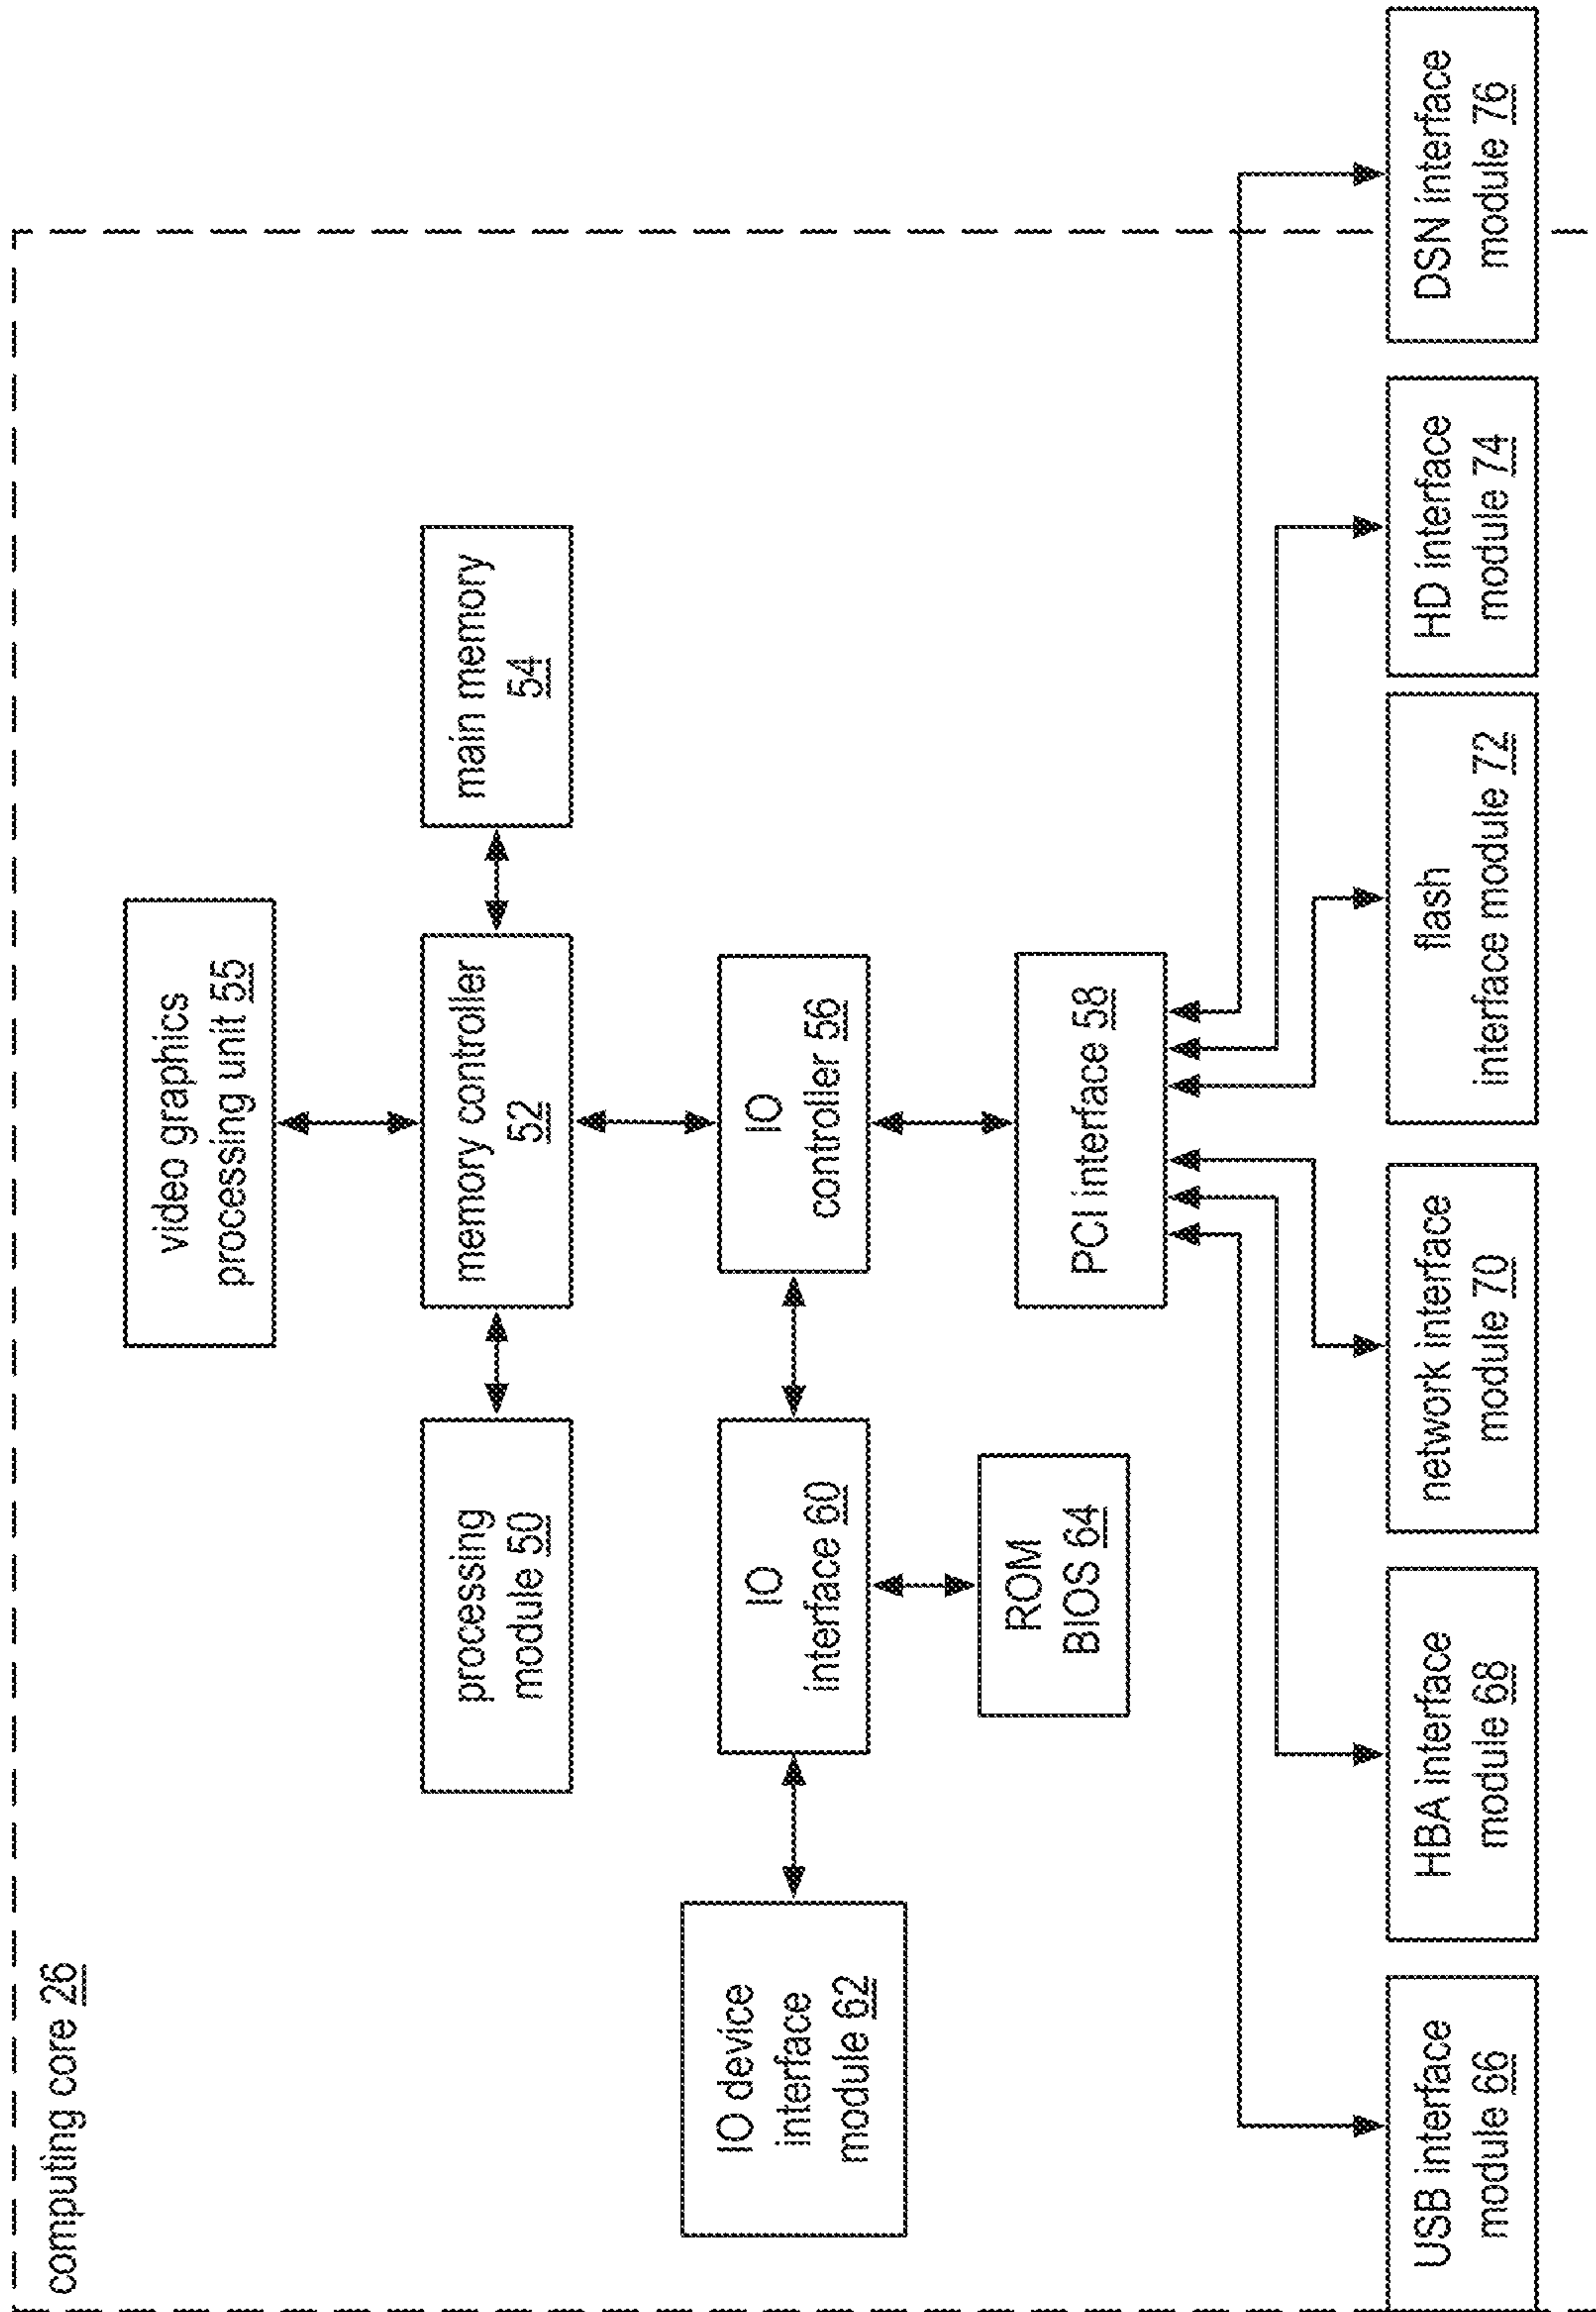 computing core 26
video graphics
processing unit 55
processing
module 50
memory controller
52
main memory
54
IO device
interface
module 62
IO
interface 60
IO
controller 56
ROM
BIOS 64
PCI interface 58
USB interface
module 66
HBA interface
module 68
network interface
module 70
flash
interface module 72
HD interface
module 74
DSN interface
module 76